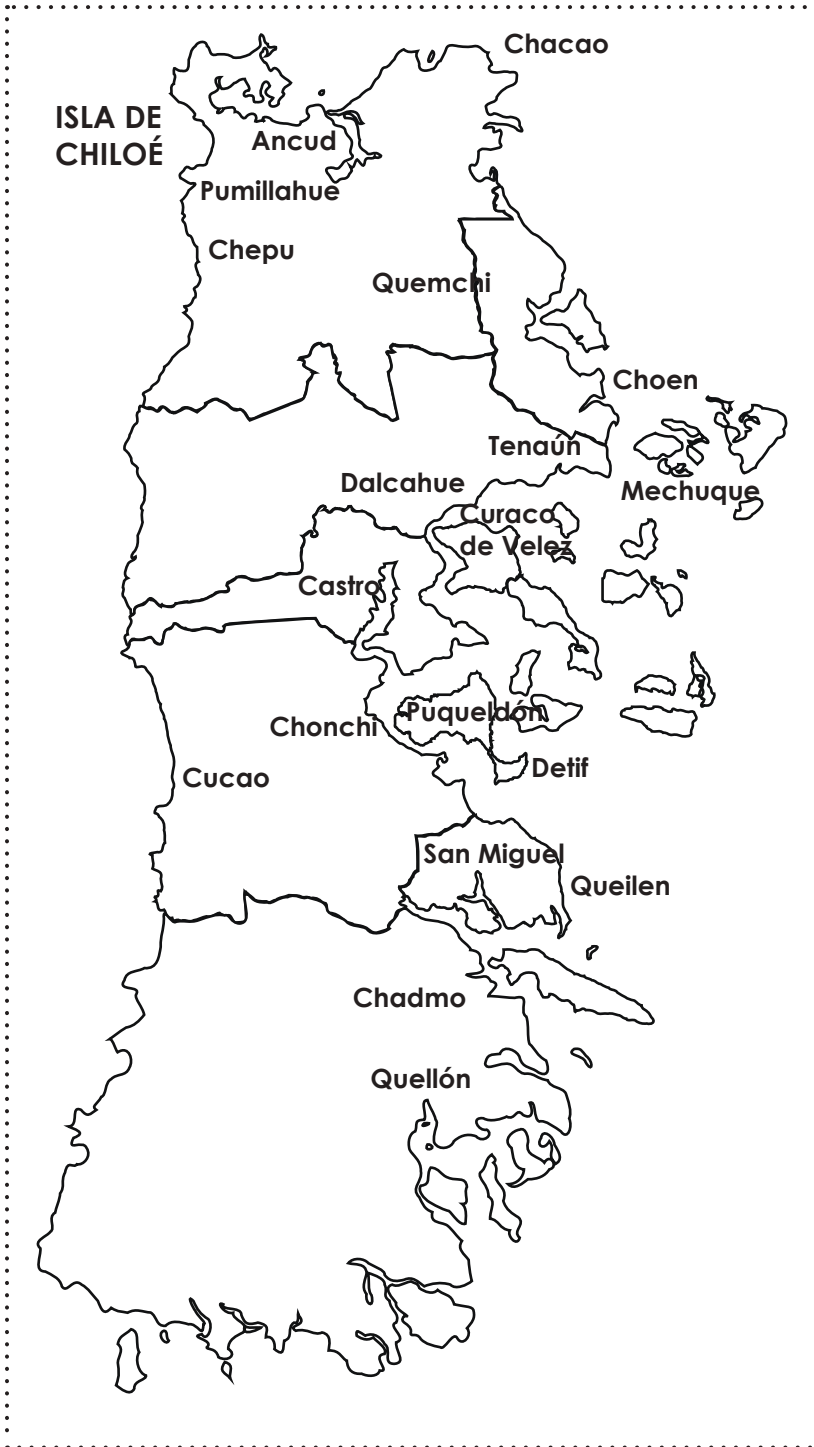 Chacao
ISLA DE
CHILOÉ
Ancud
Pumillahue
Chepu
Quemchi
Choen
Tenaún
Dalcahue
Mechuque
Curaco
de Velez
Castro
Puqueldón
Chonchi
Detif
Cucao
San Miguel
Queilen
Chadmo
Quellón